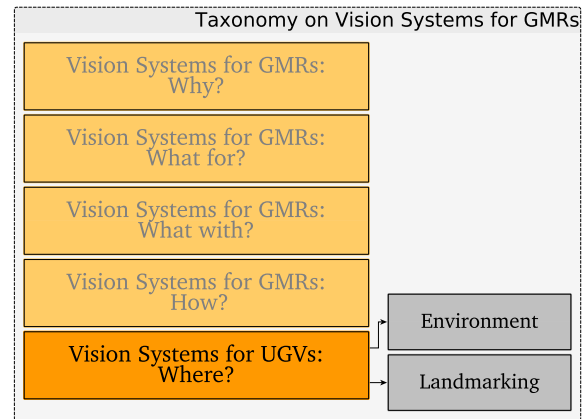 Taxonomy on Vision Systems for GMRs
Vision Systems for GMRs:
Why?
Vision Systems for GMRs:
What for?
Vision Systems for GMRs:
What with?
Vision Systems for GMRs:
How?
Vision Systems for UGVs:
Where?
Environment
Landmarking